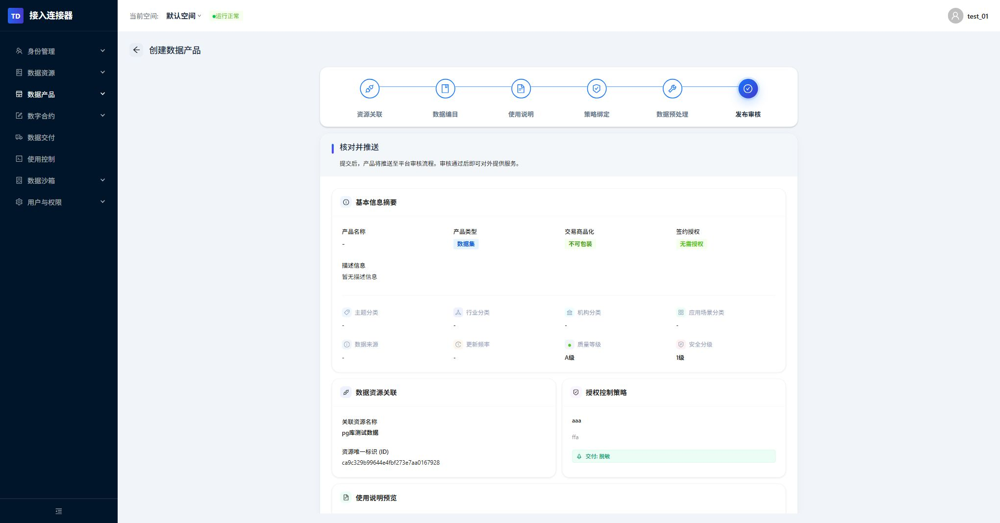 TD 接入连接器
当前空间: 默认空间 运行正常
test_01
身份管理
数据资源
数据产品
数字合约
数据交付
使用控制
数据沙箱
用户与权限
创建数据产品
资源关联 数据编目 使用说明 策略绑定 数据预处理 发布审核
核对并推送
提交后，产品将推送至平台审核流程。审核通过后即可对外提供服务。
基本信息摘要
产品名称 产品类型 交易商品化 签约授权
- 数据集 不可包装 无需授权
描述信息
暂无描述信息
主题分类 行业分类 机构分类 应用场景分类
- - - -
数据来源 更新频率 质量等级 安全分级
- - A级 1级
数据资源关联
关联资源名称
pg库测试数据
资源唯一标识 (ID)
ca9c329b99644e4fbf273e7aa0167928
授权控制策略
aaa
ffa
交付: 脱敏
使用说明预览